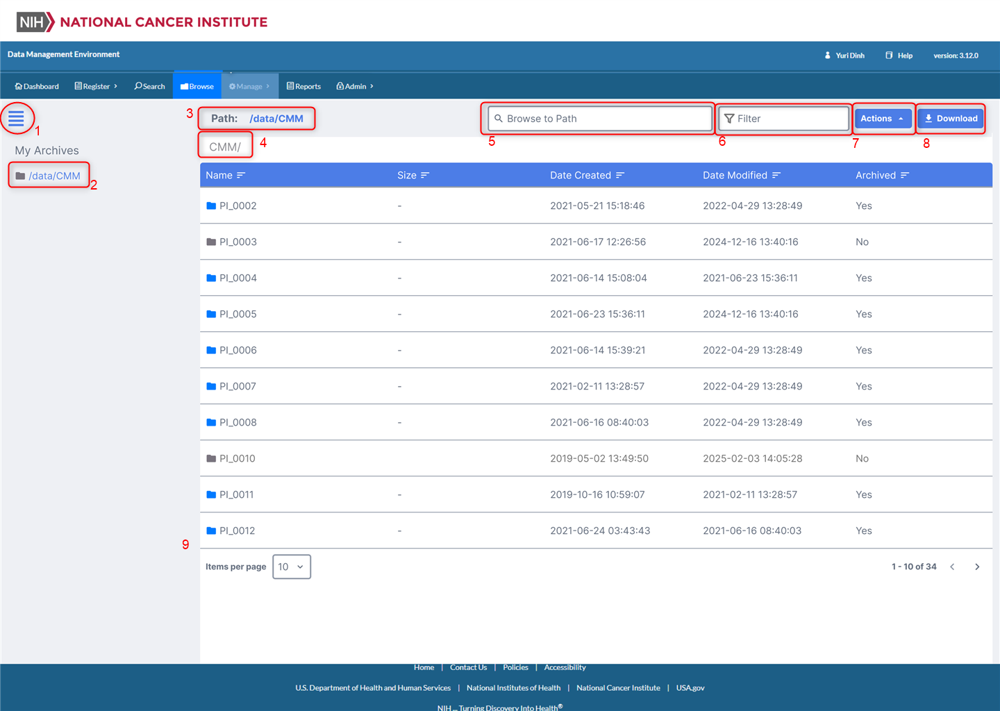 NIH NATIONAL CANCER INSTITUTE
Data Management Environment
Yuri Dinh Help version: 3.12.0
Dashboard Register Search Browse Manage Reports Admin
1
3 Path: /data/CMM
Browse to Path Filter Actions Download
5 6 7 8
My Archives
CMM/ 4
/data/CMM 2
Name Size Date Created Date Modified Archived
PI_0002 - 2021-05-21 15:18:46 2022-04-29 13:28:49 Yes
PI_0003 - 2021-06-17 12:26:56 2024-12-16 13:40:16 No
PI_0004 - 2021-06-14 15:08:04 2021-06-23 15:36:11 Yes
PI_0005 - 2021-06-23 15:36:11 2024-12-16 13:40:16 Yes
PI_0006 - 2021-06-14 15:39:21 2022-04-29 13:28:49 Yes
PI_0007 - 2021-02-11 13:28:57 2022-04-29 13:28:49 Yes
PI_0008 - 2021-06-16 08:40:03 2022-04-29 13:28:49 Yes
PI_0010 2019-05-02 13:49:50 2025-02-03 14:05:28 No
PI_0011 - 2019-10-16 10:59:07 2021-02-11 13:28:57 Yes
PI_0012 - 2021-06-24 03:43:43 2021-06-16 08:40:03 Yes
9
Items per page 10 1 - 10 of 34
Home | Contact Us | Policies | Accessibility
U.S. Department of Health and Human Services | National Institutes of Health | National Cancer Institute | USA.gov
NIH ... Turning Discovery Into Health®